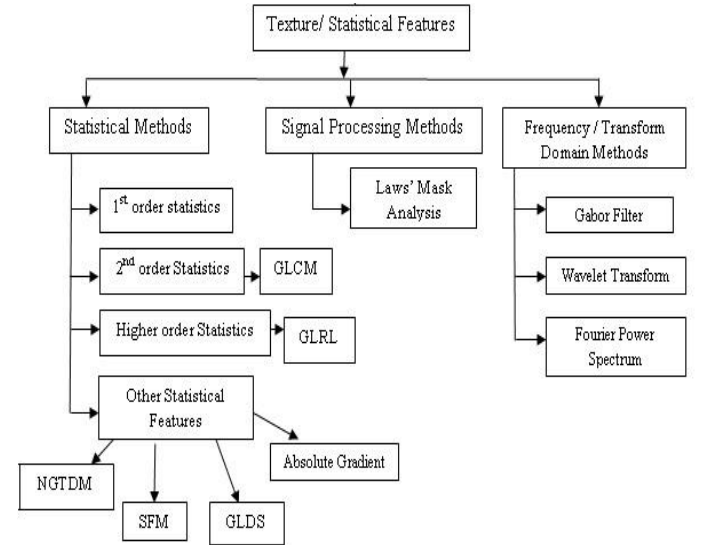 Texture/ Statistical Features
Statistical Methods
Signal Processing Methods
Frequency / Transform
Domain Methods
Laws' Mask
Analysis
1st order statistics
Gabor Filter
2nd order Statistics
GLCM
Wavelet Transform
Higher order Statistics
GLRL
Fourier Power
Spectrum
Other Statistical
Features
Absolute Gradient
NGTDM
SFM
GLDS